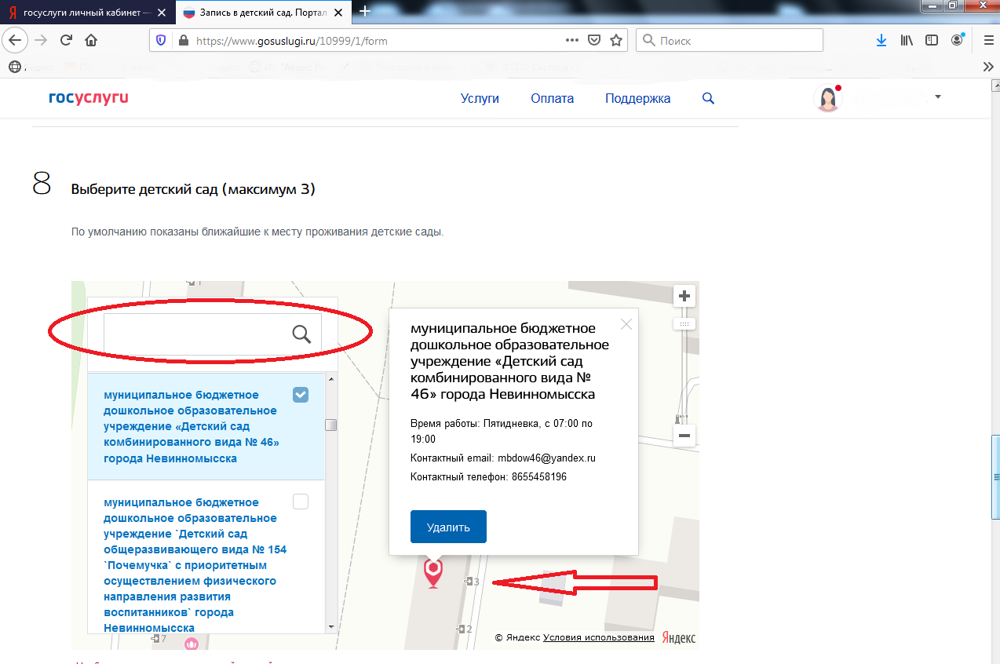 госуслуги личный кабинет —
Запись в детский сад. Портал
https://www.gosuslugi.ru/10999/1/form
Поиск
госуслуги
Услуги
Оплата
Поддержка
8
Выберите детский сад (максимум 3)
По умолчанию показаны ближайшие к месту проживания детские сады.
муниципальное бюджетное
дошкольное образовательное
учреждение «Детский сад
комбинированного вида № 46»
города Невинномысска
муниципальное бюджетное
дошкольное образовательное
учреждение `Детский сад
общеразвивающего вида № 154
`Почемучка` с приоритетным
осуществлением физического
направления развития
воспитанников` города
Невинномысска
муниципальное бюджетное
дошкольное образовательное
учреждение «Детский сад
комбинированного вида №
46» города Невинномысска
Время работы: Пятидневка, с 07:00 по
19:00
Контактный email: mbdow46@yandex.ru
Контактный телефон: 8655458196
Удалить
1
3
2
7
© Яндекс Условия использования
Яндекс